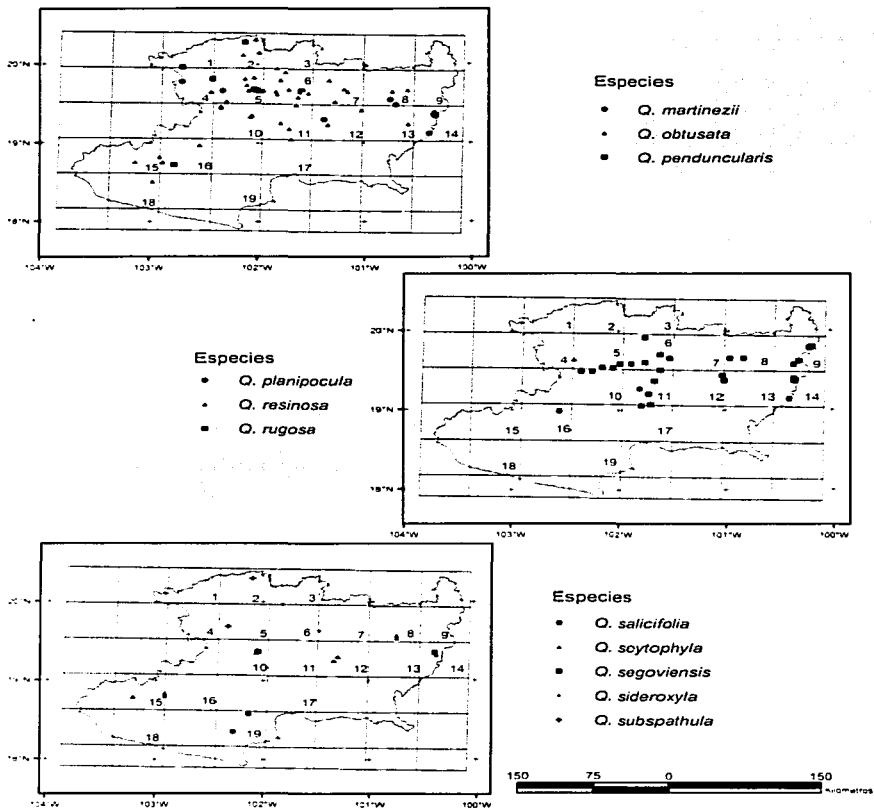 20°N
19°N
18°N
1 2 3
4 5 6 7 8 9
10 11 12 13 14
15 16 17
18 19
104°W 103°W 102°W 101°W 100°W
Especies
Q. martinezii
Q. obtusata
Q. penduncularis
Especies
Q. planipocula
Q. resinosa
Q. rugosa
20°N
19°N
18°N
1 2 3
4 5 6 7 8 9
10 11 12 13 14
15 16 17
18 19
104°W 103°W 102°W 101°W 100°W
20°N
19°N
18°N
1 2 3
4 5 6 7 8 9
10 11 12 13 14
15 16 17
18 19
104°W 103°W 102°W 101°W 100°W
Especies
Q. salicifolia
Q. scytophyla
Q. segoviensis
Q. sideroxyla
Q. subspathula
150 75 0 150
Kilometros